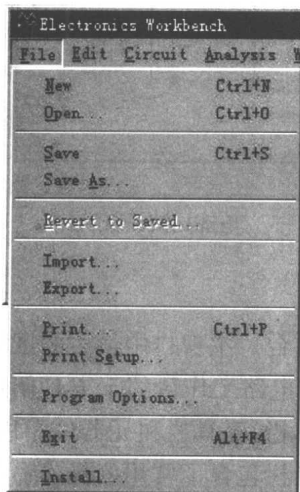 Electronics Workbench
File Edit Circuit Analysis
New Ctrl+N
Open... Ctrl+O
Save Ctrl+S
Save As...
Revert to Saved...
Import...
Export...
Print... Ctrl+P
Print Setup...
Program Options...
Exit Alt+F4
Install...